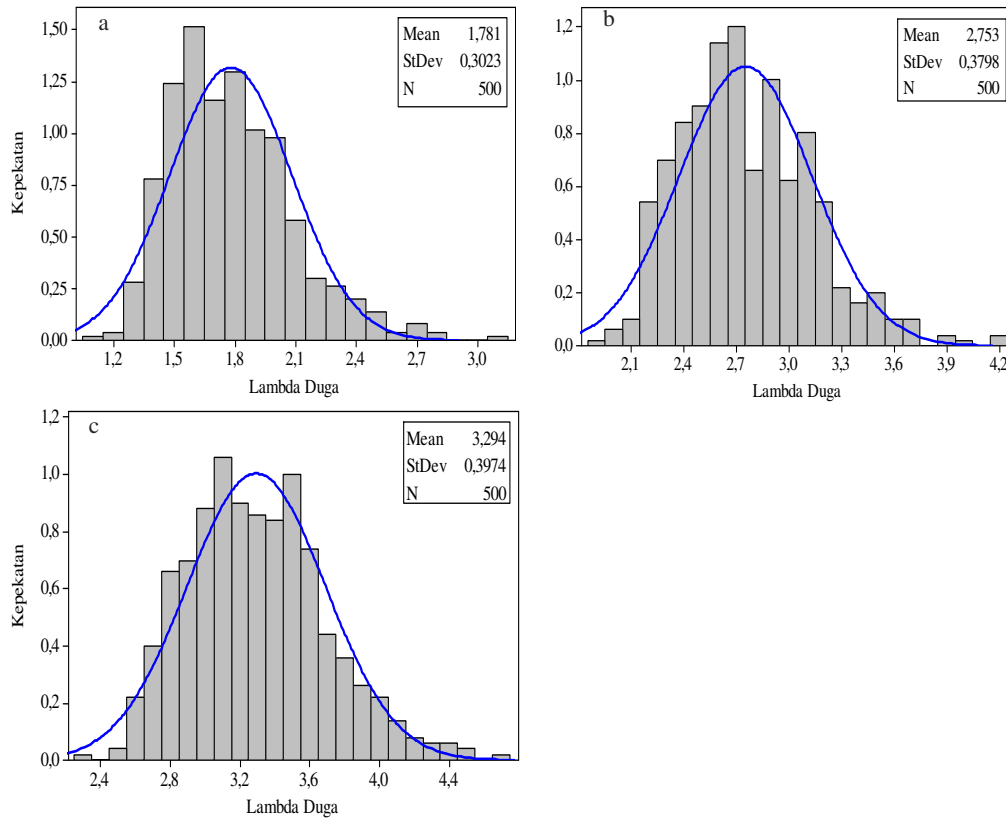 a
Mean 1,781
StDev 0,3023
N 500
Kepekatan
1,50
1,25
1,00
0,75
0,50
0,25
0,00
1,2 1,5 1,8 2,1 2,4 2,7 3,0
Lambda Duga
b
Mean 2,753
StDev 0,3798
N 500
1,2
1,0
0,8
0,6
0,4
0,2
0,0
2,1 2,4 2,7 3,0 3,3 3,6 3,9 4,2
Lambda Duga
c
Mean 3,294
StDev 0,3974
N 500
Kepekatan
1,2
1,0
0,8
0,6
0,4
0,2
0,0
2,4 2,8 3,2 3,6 4,0 4,4
Lambda Duga